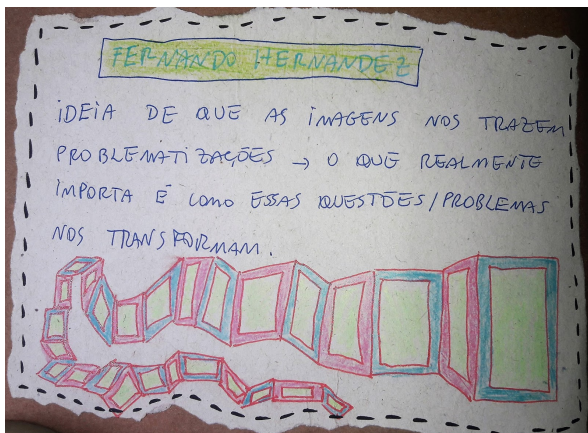 FERNANDO HERNANDEZ
IDEIA DE QUE AS IMAGENS NOS TRAZEM
PROBLEMATIZAÇÕES → O QUE REALMENTE
IMPORTA É COMO ESSAS QUESTÕES/PROBLEMAS
NOS TRANSFORMAM.